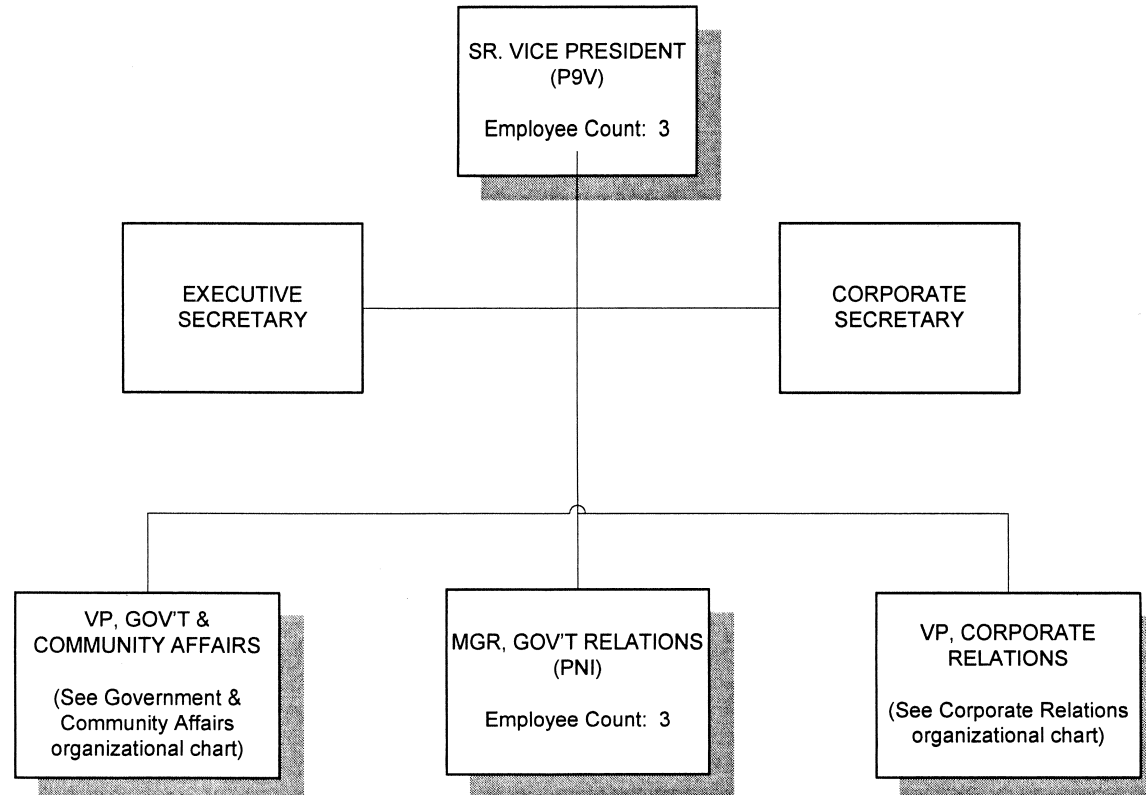 SR. VICE PRESIDENT
(P9V)
Employee Count: 3
EXECUTIVE
SECRETARY
CORPORATE
SECRETARY
VP, GOV'T &
COMMUNITY AFFAIRS
(See Government &
Community Affairs
organizational chart)
MGR, GOV'T RELATIONS
(PNI)
Employee Count: 3
VP, CORPORATE
RELATIONS
(See Corporate Relations
organizational chart)